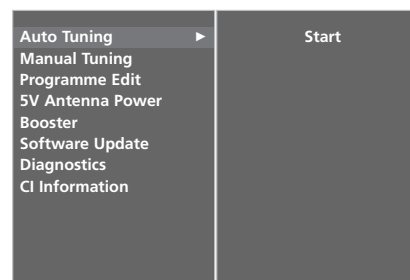 Auto Tuning ► Start
Manual Tuning
Programme Edit
5V Antenna Power
Booster
Software Update
Diagnostics
CI Information